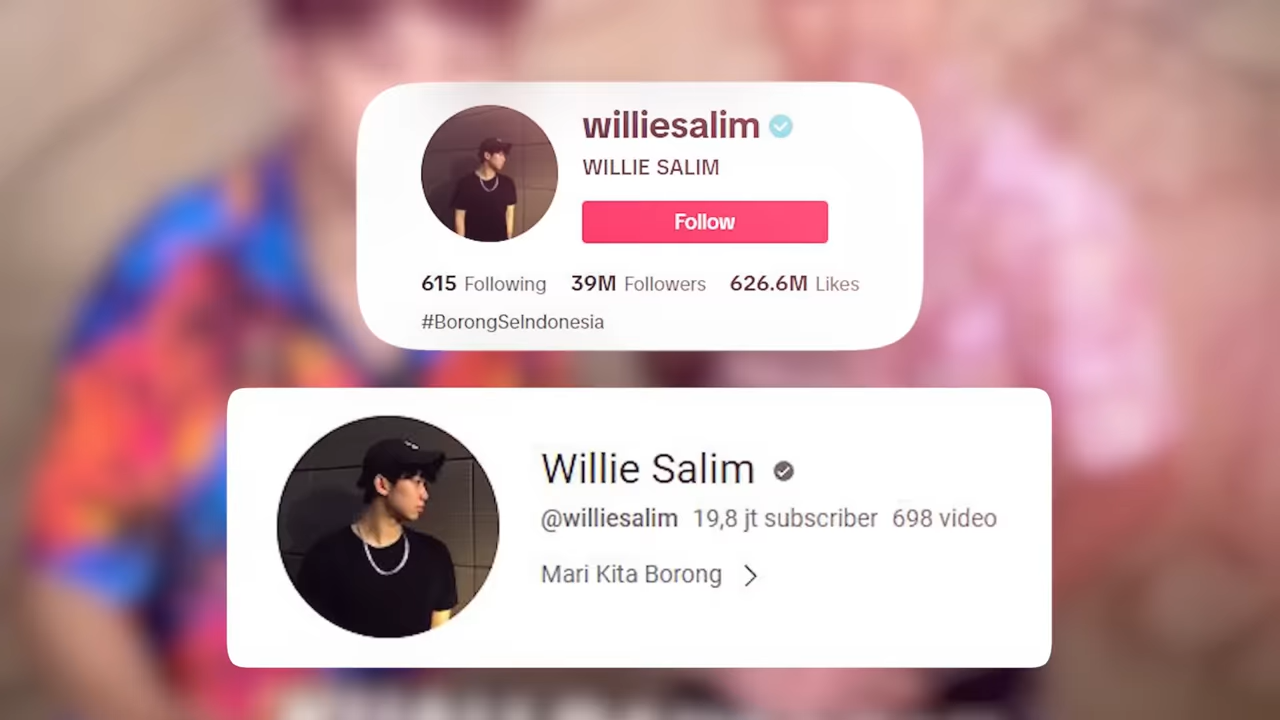 williesalim
WILLIE SALIM
Follow
615 Following 39M Followers 626.6M Likes
#BorongSeIndonesia
Willie Salim
@williesalim 19,8 jt subscriber 698 video
Mari Kita Borong